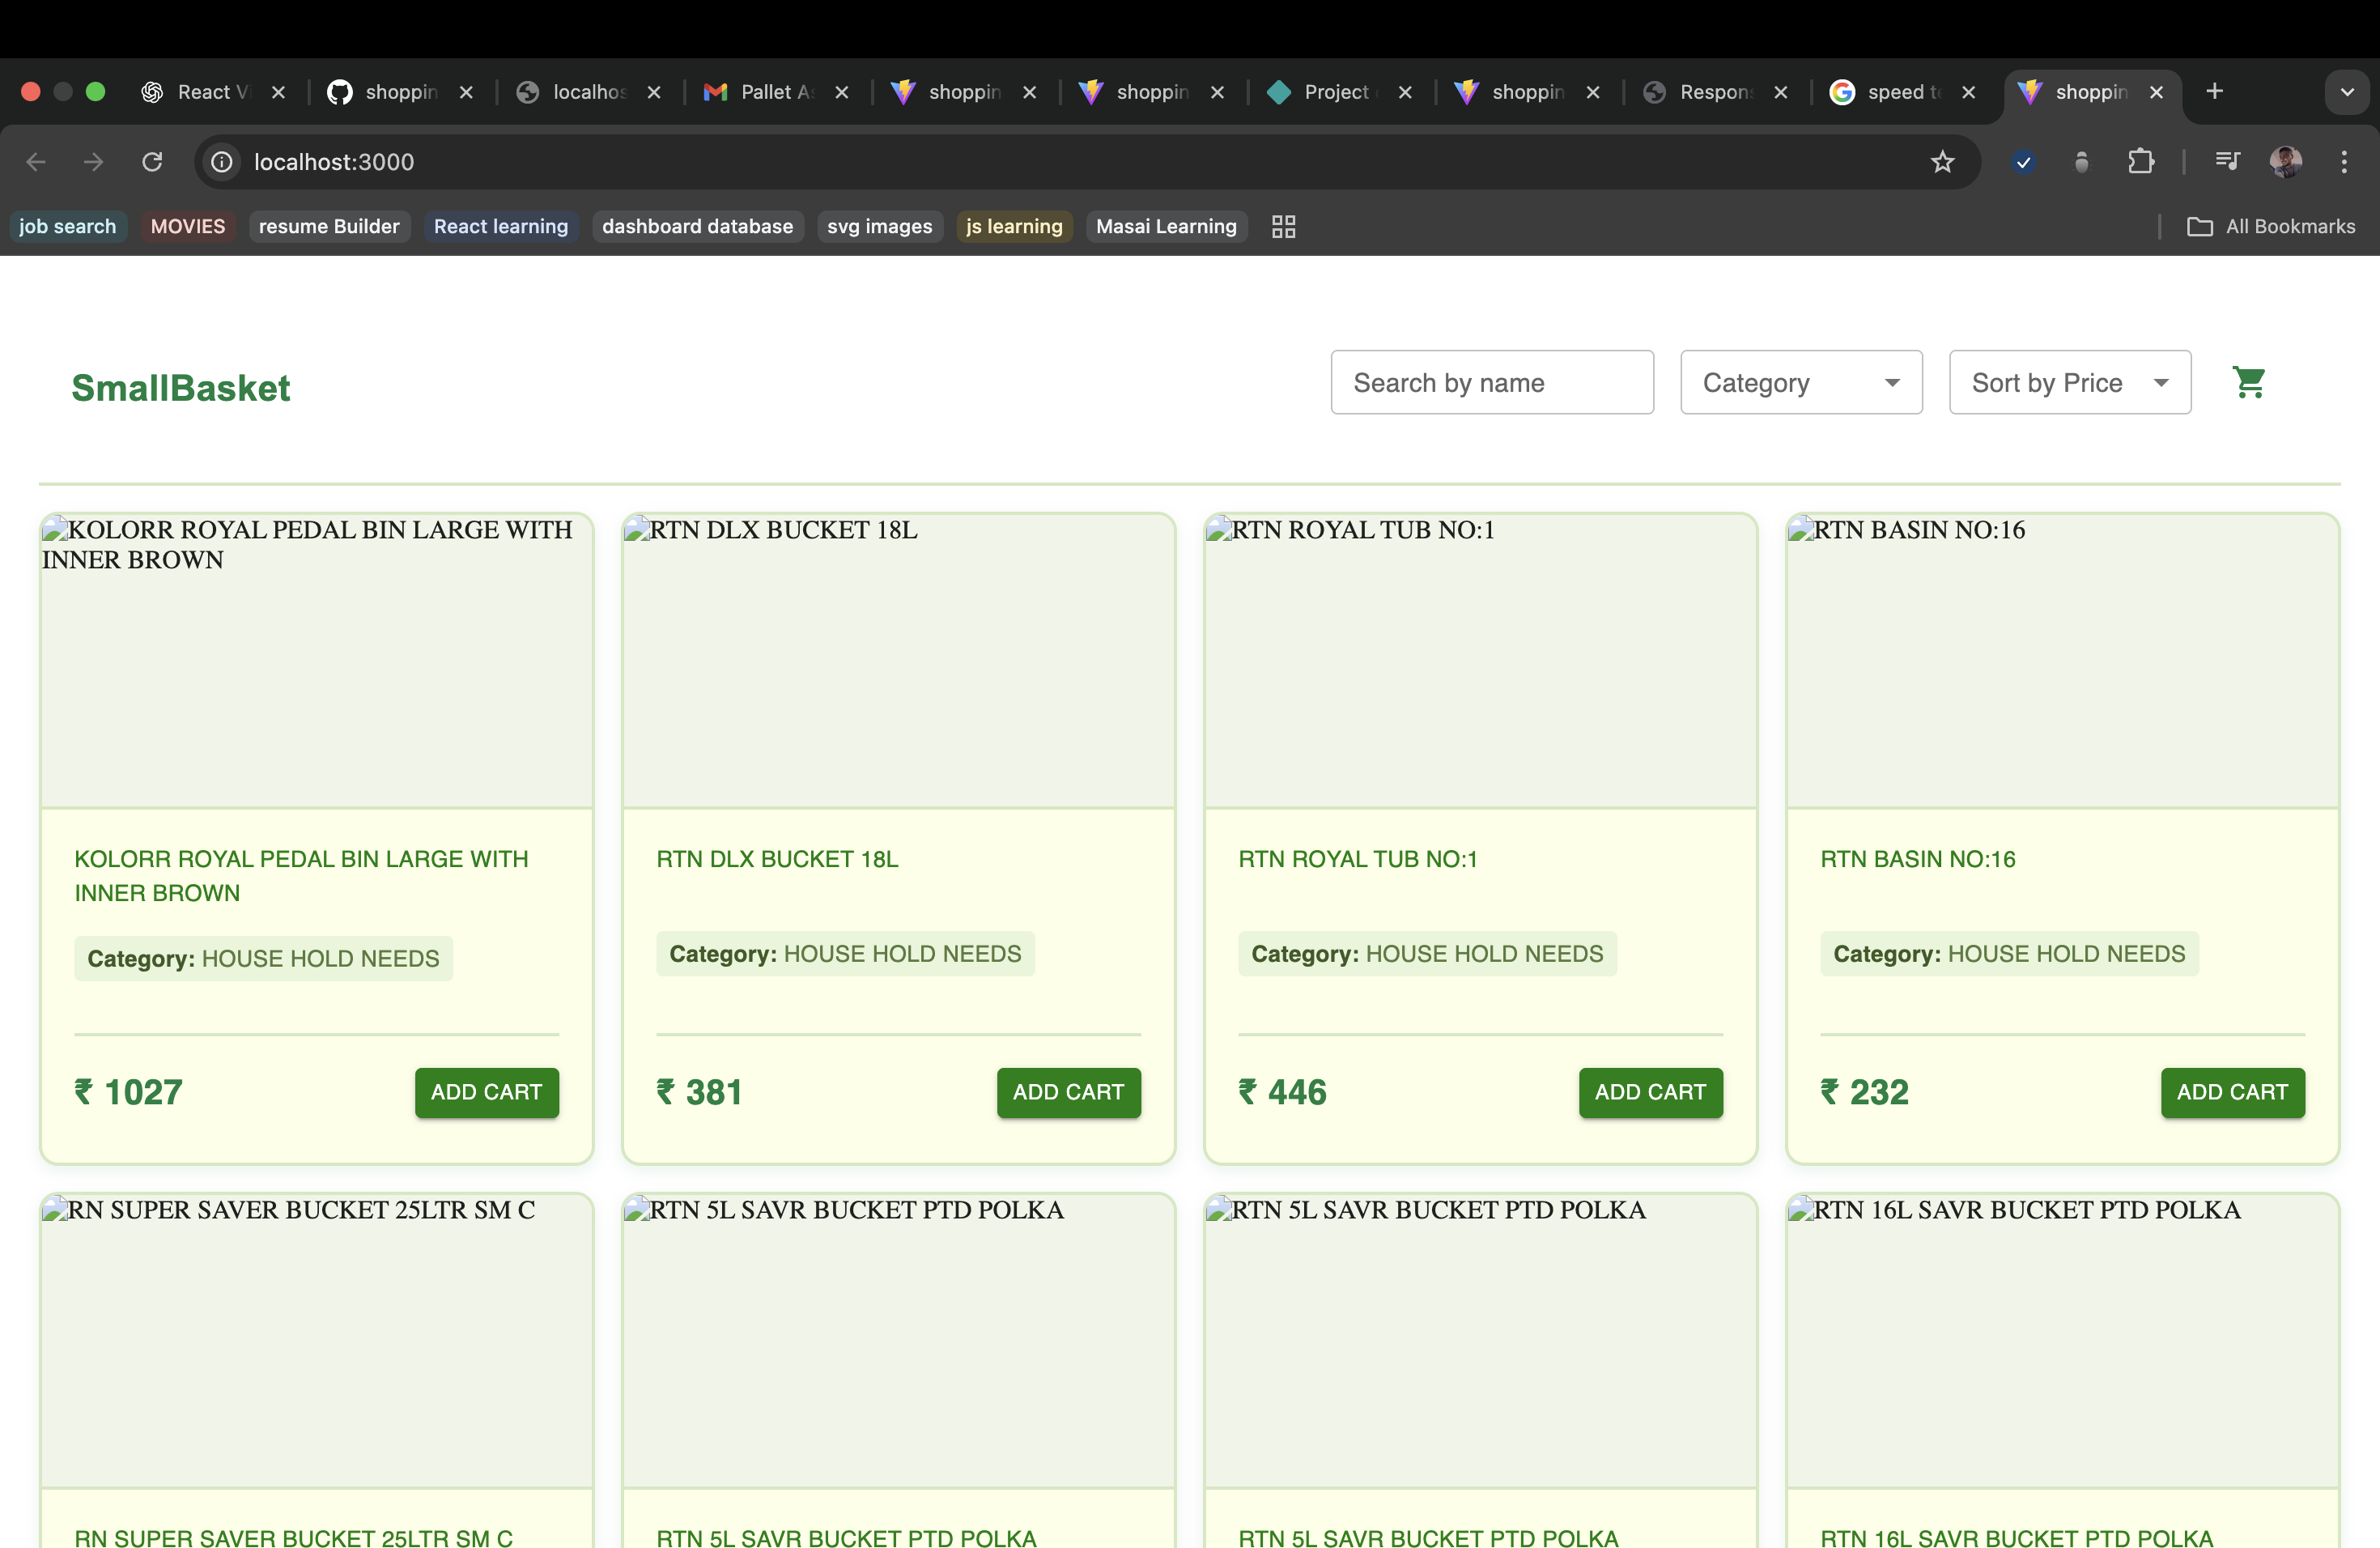 React V
shoppin
localhos
Pallet A
shoppin
shoppin
Project
shoppin
Respons
speed te
shoppin
localhost:3000
job search
MOVIES
resume Builder
React learning
dashboard database
svg images
js learning
Masai Learning
All Bookmarks
SmallBasket
Search by name
Category
Sort by Price
KOLORR ROYAL PEDAL BIN LARGE WITH
INNER BROWN
RTN DLX BUCKET 18L
RTN ROYAL TUB NO:1
RTN BASIN NO:16
KOLORR ROYAL PEDAL BIN LARGE WITH
INNER BROWN
Category: HOUSE HOLD NEEDS
₹ 1027
ADD CART
RTN DLX BUCKET 18L
Category: HOUSE HOLD NEEDS
₹ 381
ADD CART
RTN ROYAL TUB NO:1
Category: HOUSE HOLD NEEDS
₹ 446
ADD CART
RTN BASIN NO:16
Category: HOUSE HOLD NEEDS
₹ 232
ADD CART
RN SUPER SAVER BUCKET 25LTR SM C
RTN 5L SAVR BUCKET PTD POLKA
RTN 5L SAVR BUCKET PTD POLKA
RTN 16L SAVR BUCKET PTD POLKA
RN SUPER SAVER BUCKET 25LTR SM C
RTN 5L SAVR BUCKET PTD POLKA
RTN 5L SAVR BUCKET PTD POLKA
RTN 16L SAVR BUCKET PTD POLKA